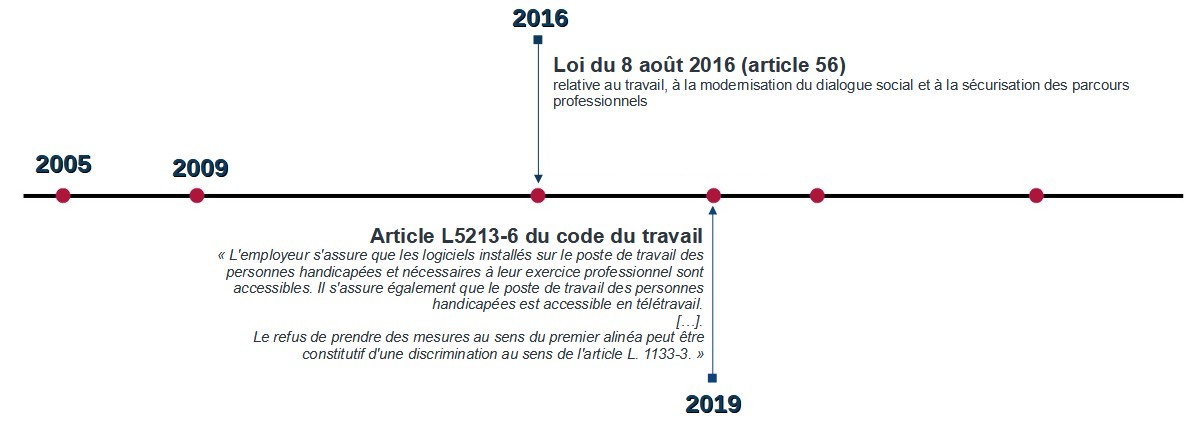 2016
Loi du 8 août 2016 (article 56)
relative au travail, à la modernisation du dialogue social et à la sécurisation des parcours
professionnels
2005
2009
Article L5213-6 du code du travail
« L'employeur s'assure que les logiciels installés sur le poste de travail des
personnes handicapées et nécessaires à leur exercice professionnel sont
accessibles. Il s'assure également que le poste de travail des personnes
handicapées est accessible en télétravail.
[…].
Le refus de prendre des mesures au sens du premier alinéa peut être
constitutif d'une discrimination au sens de l'article L. 1133-3. »
2019